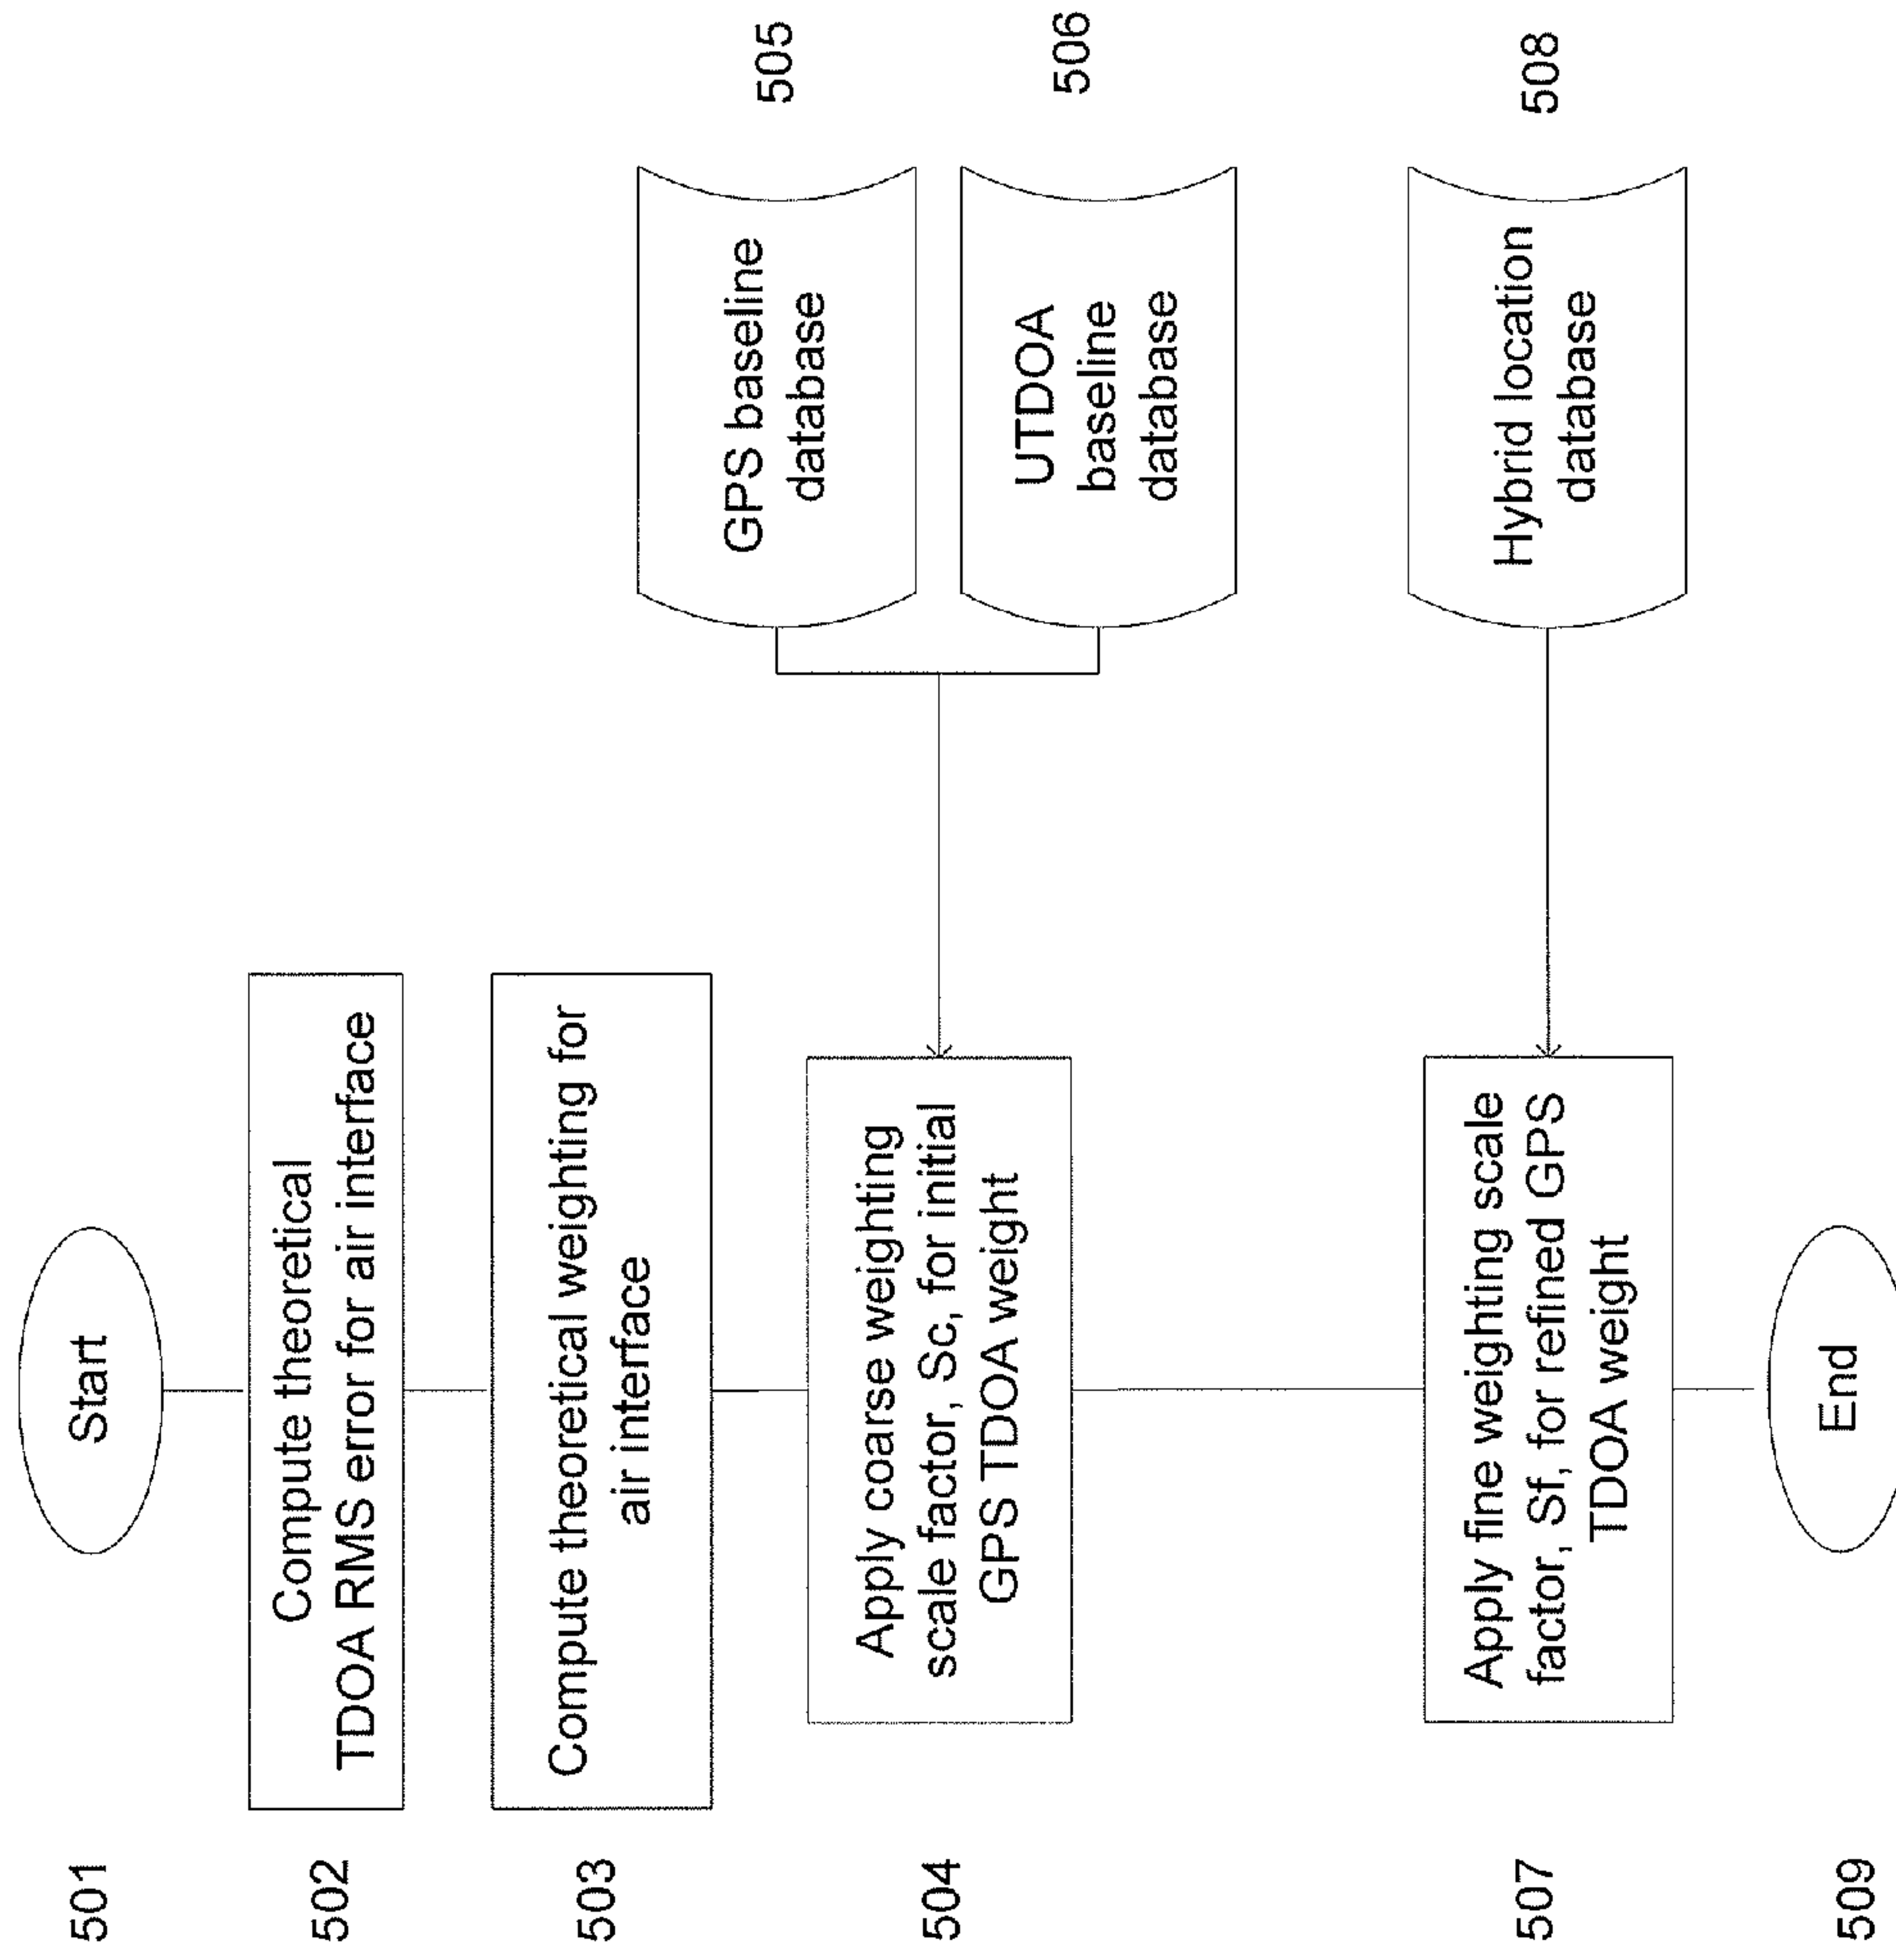 501
Start
502
Compute theoretical
TDOA RMS error for air interface
503
Compute theoretical weighting for
air interface
504
Apply coarse weighting
scale factor, Sc, for initial
GPS TDOA weight
GPS baseline
database
505
UTDOA
baseline
database
506
507
Apply fine weighting scale
factor, Sf, for refined GPS
TDOA weight
Hybrid location
database
508
509
End